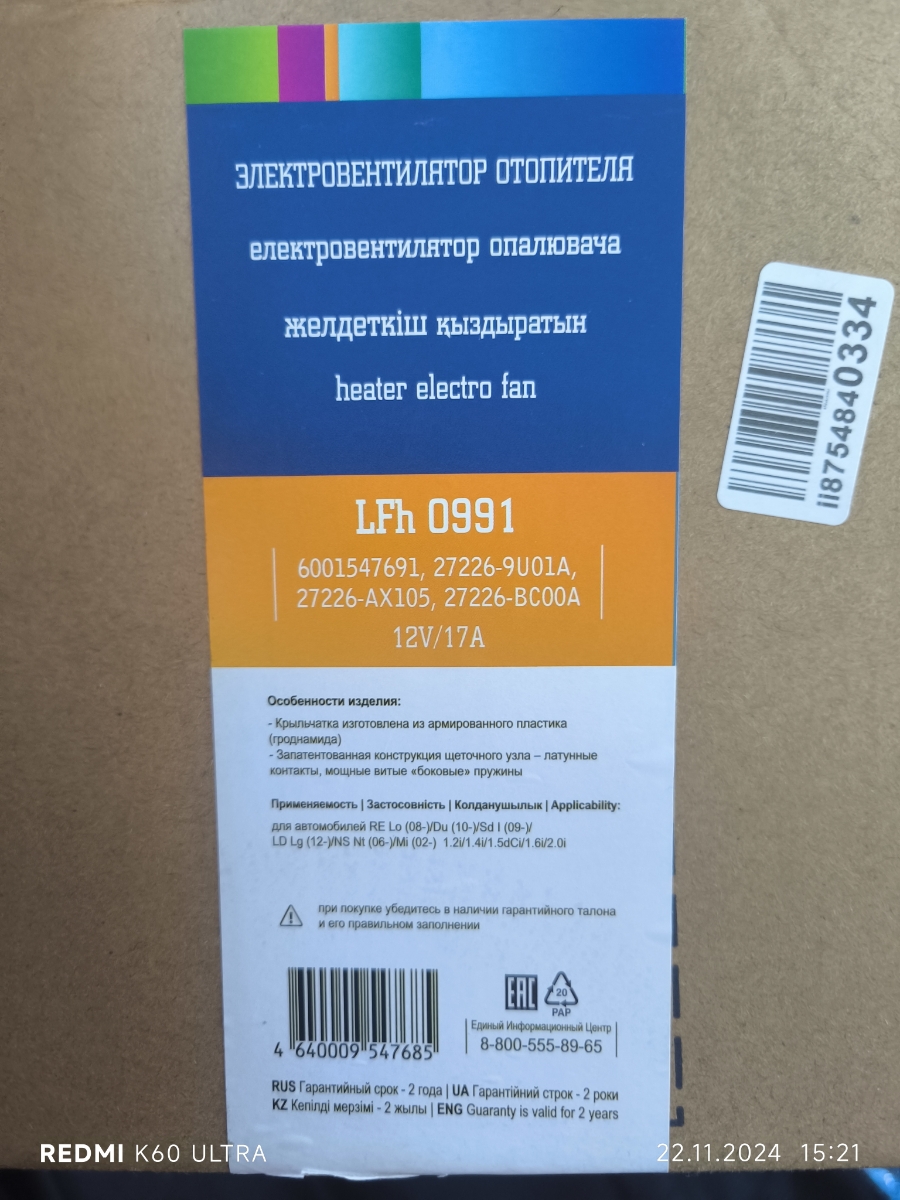 ЭЛЕКТРОВЕНТИЛЯТОР ОТОПИТЕЛЯ
електровентилятор опалювача
желдеткіш қыздыратын
heater electro fan
LFh 0991
6001547691, 27226-9U01A,
27226-AX105, 27226-BC00A
12V/17A
Особенности изделия:
- Крыльчатка изготовлена из армированного пластика
(гроднамида)
- Запатентованная конструкция щеточного узла – латунные
контакты, мощные витые «боковые» пружины
Применяемость | Застосовність | Колданушылык | Applicability:
для автомобилей RE Lo (08-)/Du (10-)/Sd I (09-)/
LD Lg (12-)/NS Nt (06-)/Mi (02-) 1.2i/1.4i/1.5dCi/1.6i/2.0i
при покупке убедитесь в наличии гарантийного талона
и его правильном заполнении
4 640009 547685
EAC
20
PAP
Единый Информационный Центр
8-800-555-89-65
RUS Гарантийный срок - 2 года | UA Гарантійний строк - 2 роки
KZ Кепілді мерзімі - 2 жылы | ENG Guaranty is valid for 2 years
ii8754840334
REDMI K60 ULTRA
22.11.2024 15:21